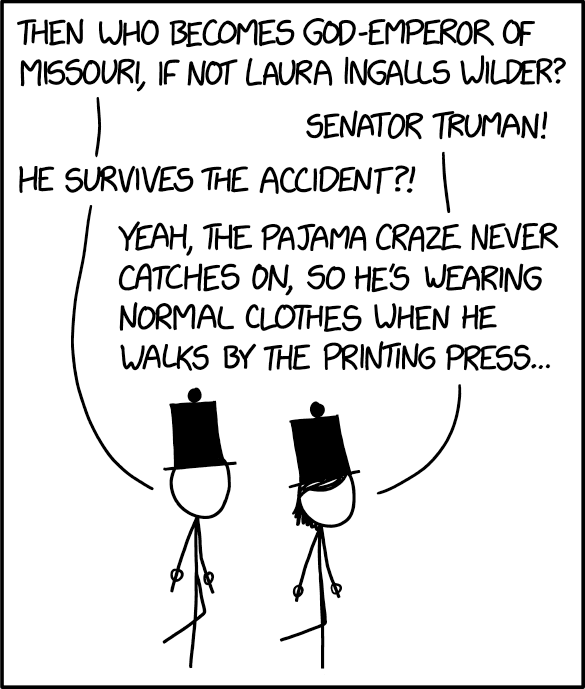 THEN WHO BECOMES GOD-EMPEROR OF
MISSOURI, IF NOT LAURA INGALLS WILDER?
SENATOR TRUMAN!
HE SURVIVES THE ACCIDENT?!
YEAH, THE PAJAMA CRAZE NEVER
CATCHES ON, SO HE'S WEARING
NORMAL CLOTHES WHEN HE
WALKS BY THE PRINTING PRESS...